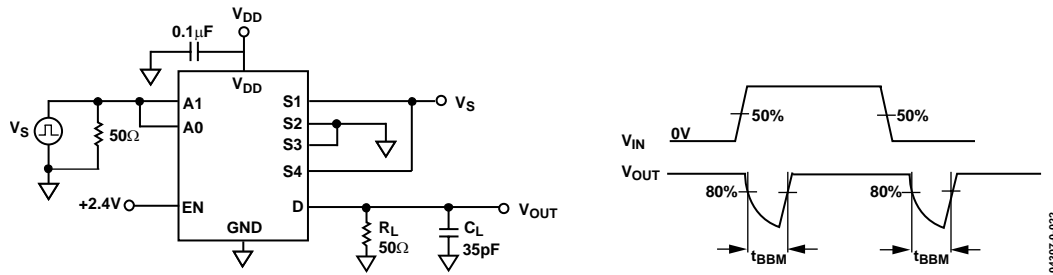 V_DD
0.1μF
V_DD
A1
A0
V_S
50Ω
+2.4V
EN
GND
S1
S2
S3
S4
D
V_S
V_OUT
R_L
50Ω
C_L
35pF
V_IN
0V
50%
50%
V_OUT
80%
80%
t_BBM
t_BBM